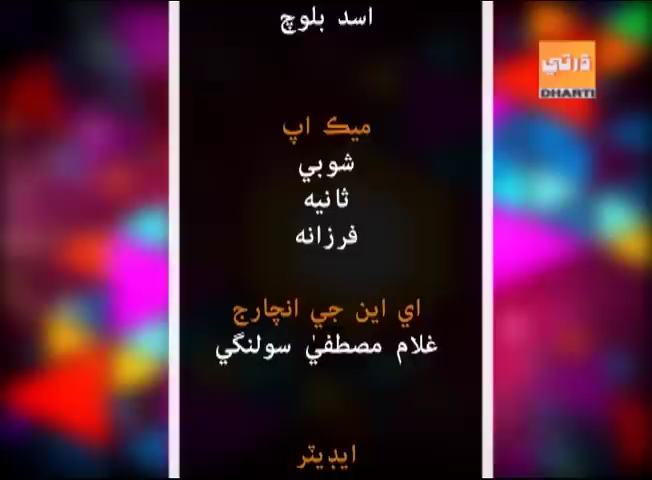 اسد بلوچ
ڌرتي
DHARTI
ميڪ اپ
شوبي
ثانيه
فرزانه
اي اين جي انچارج
غلام مصطفيٰ سولنگي
ايڊيٽر